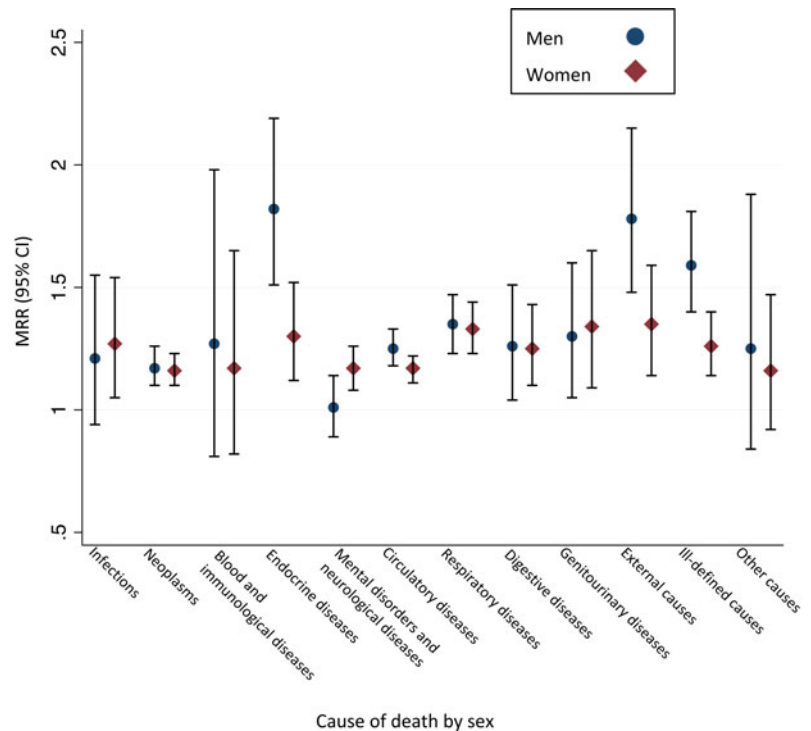 Men
Women
MRR (95% CI)
2.5
2
1.5
1
.5
Infections
Neoplasms
Blood and
immunological diseases
Endocrine diseases
Mental disorders and
neurological diseases
Circulatory diseases
Respiratory diseases
Digestive diseases
Genitourinary diseases
External causes
Ill-defined causes
Other causes
Cause of death by sex